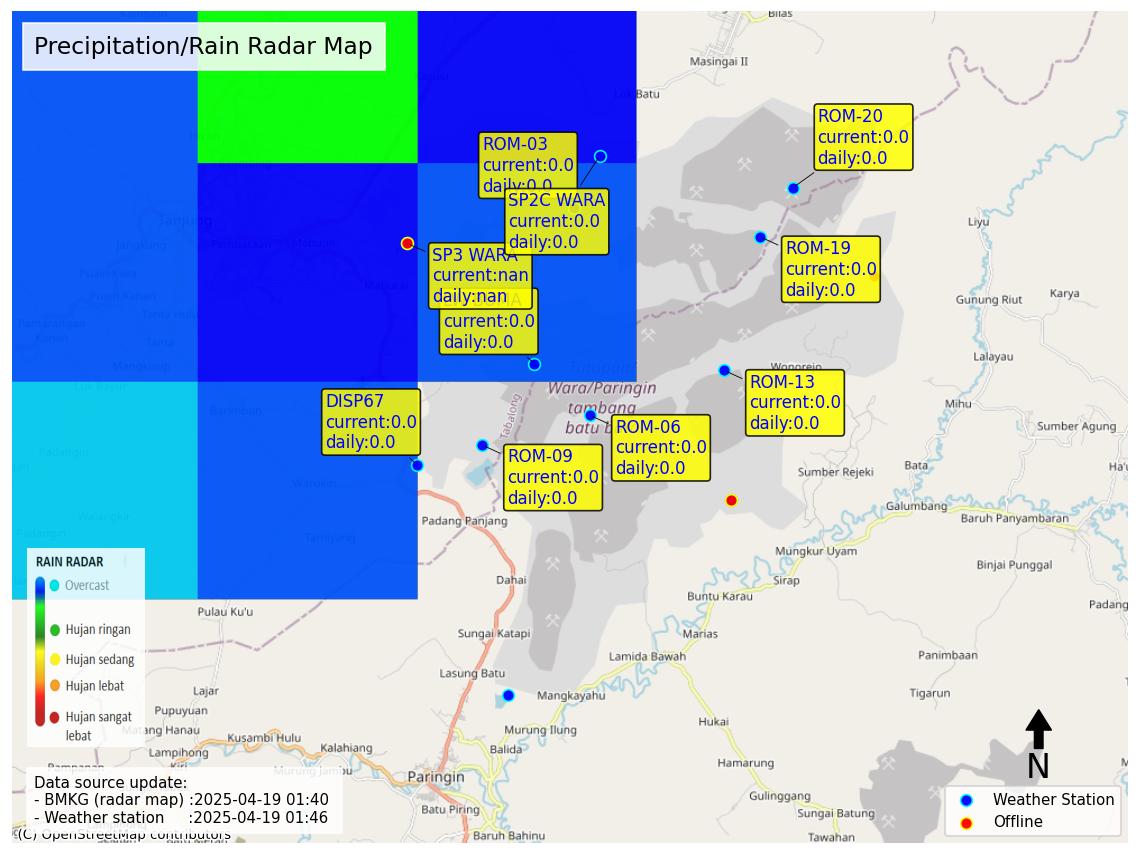 Precipitation/Rain Radar Map
Bilas
Masingai II
Batu
ROM-03
current:0.0
daily:0.0
SP2C WARA
current:0.0
daily:0.0
ROM-20
current:0.0
daily:0.0
ROM-19
current:0.0
daily:0.0
SP3 WARA
current:nan
daily:nan
current:0.0
daily:0.0
Tanjung
Liyu
Gunung Riut
Karya
Lalayau
Wonorejo
Mihu
Sumber Agung
Tutupan/
Wara/Paringin
tambang
batu
Tabalong
ROM-13
current:0.0
daily:0.0
DISP67
current:0.0
daily:0.0
ROM-06
current:0.0
daily:0.0
ROM-09
current:0.0
daily:0.0
Sumber Rejeki
Bata
Ha'u
Galumbang
Baruh Panyambaran
Padang Panjang
Mungkur Uyam
Binjai Punggal
Dahai
Sirap
Buntu Karau
Padang
Pulau Ku'u
Sungai Katapi
Marias
Lamida Bawah
Panimbaan
Lasung Batu
Tigarun
Mangkayahu
Lajar
Pupuyuan
Matang Hanau
Murung Ilung
Hukai
Kusambi Hulu
Kalahiang
Balida
Lampihong
Kiri
Hamarung
Pampanan
Murung Jambu
Paringin
Gulinggang
Batu Piring
Sungai Batung
Baruh Bahinu
Tawahan
RAIN RADAR
Overcast
Hujan ringan
Hujan sedang
Hujan lebat
Hujan sangat
lebat
Data source update:
- BMKG (radar map) :2025-04-19 01:40
- Weather station :2025-04-19 01:46
(C) OpenStreetMap contributors
N
Weather Station
Offline